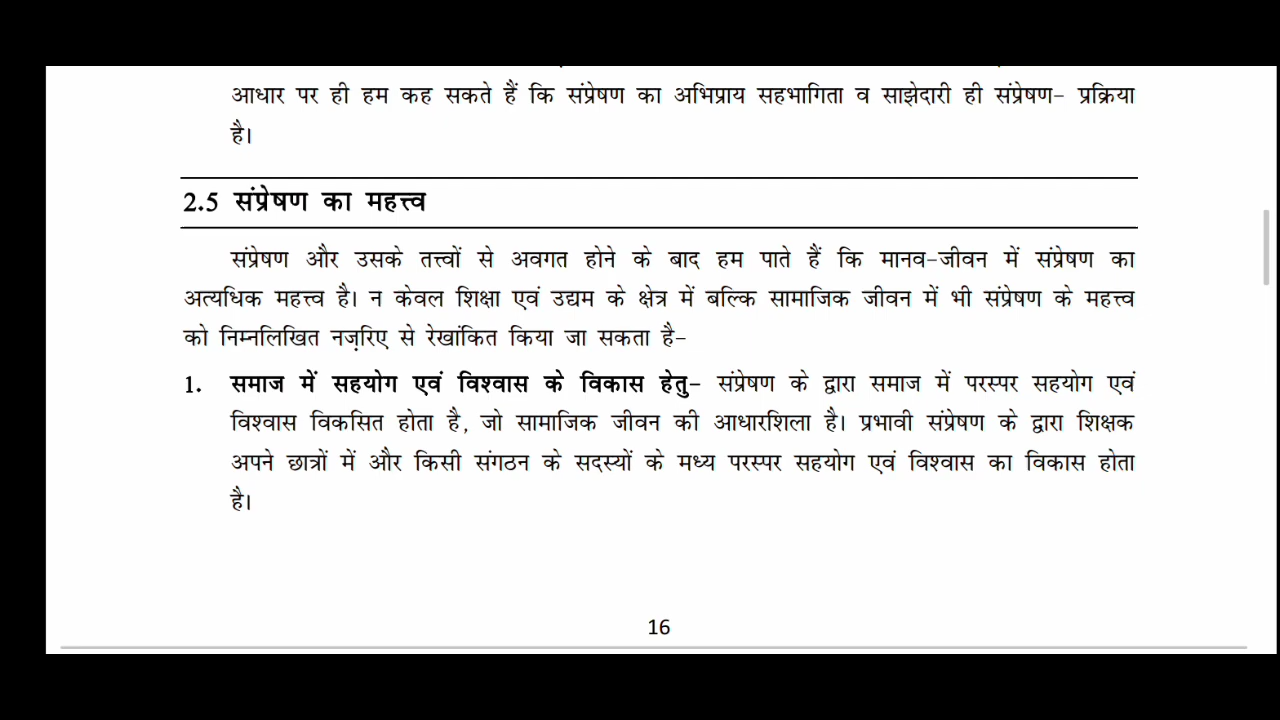 आधार पर ही हम कह सकते हैं कि संप्रेषण का अभिप्राय सहभागिता व साझेदारी ही संप्रेषण- प्रक्रिया
है।
2.5 संप्रेषण का महत्त्व
संप्रेषण और उसके तत्त्वों से अवगत होने के बाद हम पाते हैं कि मानव-जीवन में संप्रेषण का
अत्यधिक महत्त्व है। न केवल शिक्षा एवं उद्यम के क्षेत्र में बल्कि सामाजिक जीवन में भी संप्रेषण के महत्त्व
को निम्नलिखित नज़रिए से रेखांकित किया जा सकता है-
1. समाज में सहयोग एवं विश्वास के विकास हेतु- संप्रेषण के द्वारा समाज में परस्पर सहयोग एवं
विश्वास विकसित होता है, जो सामाजिक जीवन की आधारशिला है। प्रभावी संप्रेषण के द्वारा शिक्षक
अपने छात्रों में और किसी संगठन के सदस्यों के मध्य परस्पर सहयोग एवं विश्वास का विकास होता
है।
16